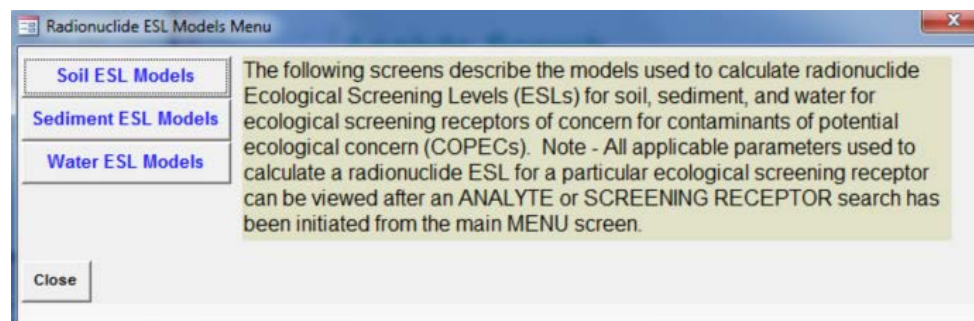 Radionuclide ESL Models Menu
Soil ESL Models
Sediment ESL Models
Water ESL Models
The following screens describe the models used to calculate radionuclide
Ecological Screening Levels (ESLs) for soil, sediment, and water for
ecological screening receptors of concern for contaminants of potential
ecological concern (COPECs).  Note - All applicable parameters used to
calculate a radionuclide ESL for a particular ecological screening receptor
can be viewed after an ANALYTE or SCREENING RECEPTOR search has
been initiated from the main MENU screen.
Close